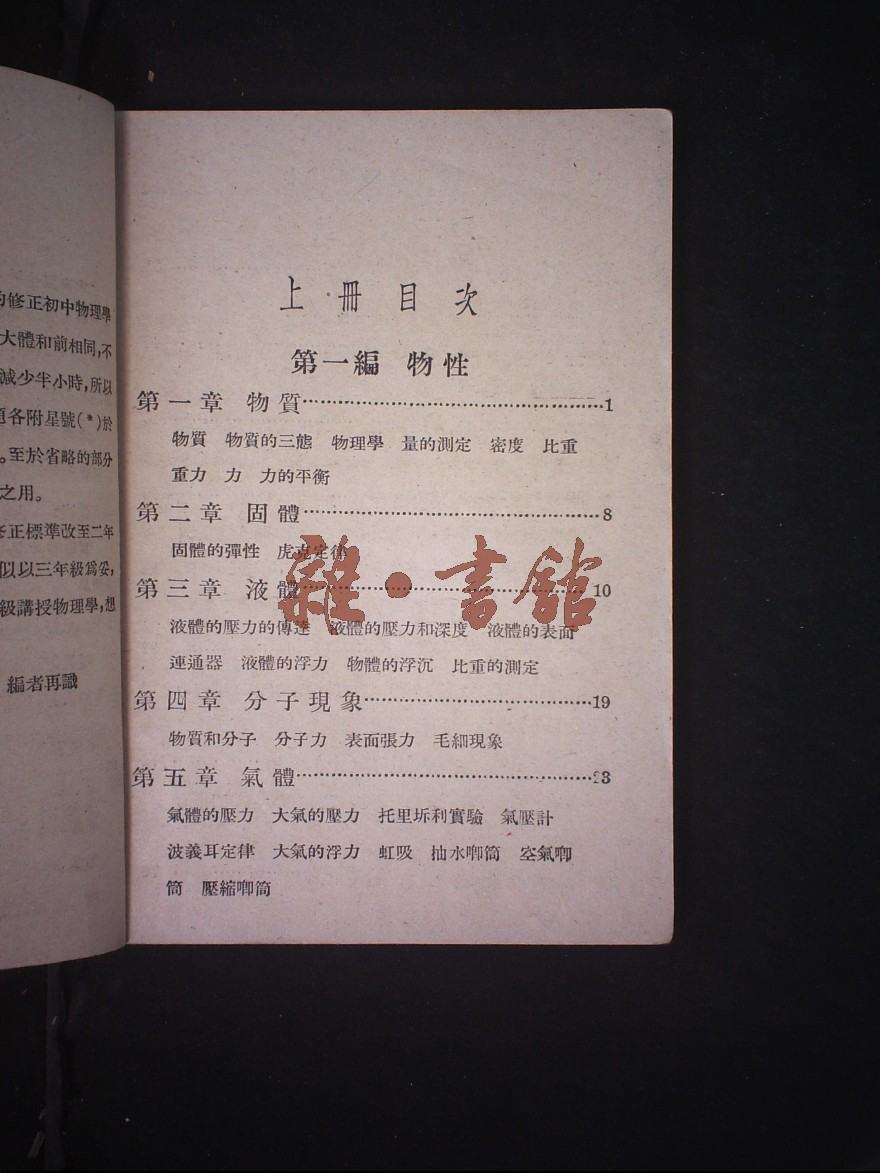 的修正初中物理學
大體和前相同,不
減少半小時,所以
題各附星號(*)於
。至於省略的部分
之用。
修正標準改至二年
似以三年級爲妥,
級講授物理學,想
編者再識
上冊目次
第一編 物性
第一章 物質……………………………………………1
物質 物質的三態 物理學 量的測定 密度 比重
重力 力 力的平衡
第二章 固體……………………………………………8
固體的彈性 虎克定律
第三章 液體……………………………………………10
液體的壓力的傳達 液體的壓力和深度 液體的表面
連通器 液體的浮力 物體的浮沉 比重的測定
第四章 分子現象………………………………………19
物質和分子 分子力 表面張力 毛細現象
第五章 氣體……………………………………………23
氣體的壓力 大氣的壓力 托里坼利實驗 氣壓計
波義耳定律 大氣的浮力 虹吸 抽水唧筒 空氣唧
筒 壓縮唧筒
雜·書館